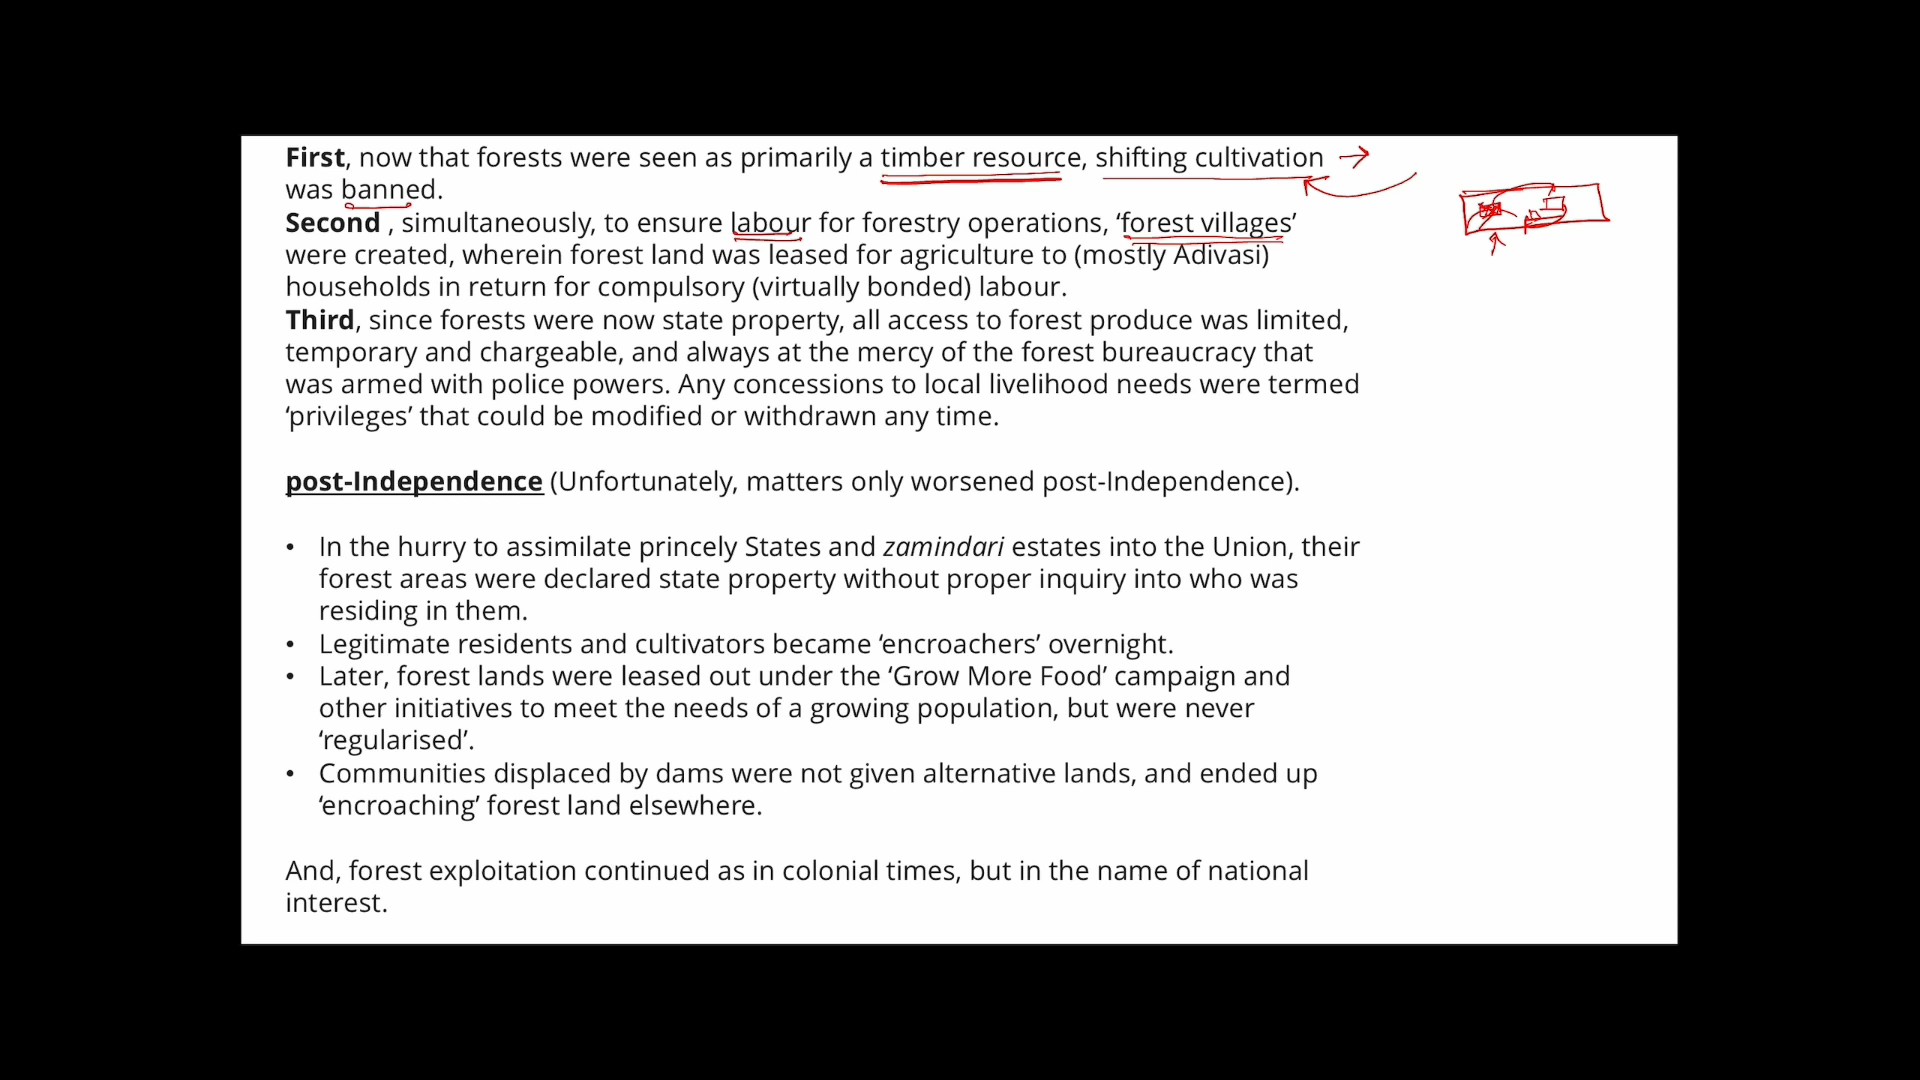 First, now that forests were seen as primarily a timber resource, shifting cultivation
was banned.
Second , simultaneously, to ensure labour for forestry operations, ‘forest villages’
were created, wherein forest land was leased for agriculture to (mostly Adivasi)
households in return for compulsory (virtually bonded) labour.
Third, since forests were now state property, all access to forest produce was limited,
temporary and chargeable, and always at the mercy of the forest bureaucracy that
was armed with police powers. Any concessions to local livelihood needs were termed
‘privileges’ that could be modified or withdrawn any time.
post-Independence (Unfortunately, matters only worsened post-Independence).
• In the hurry to assimilate princely States and zamindari estates into the Union, their
forest areas were declared state property without proper inquiry into who was
residing in them.
• Legitimate residents and cultivators became ‘encroachers’ overnight.
• Later, forest lands were leased out under the ‘Grow More Food’ campaign and
other initiatives to meet the needs of a growing population, but were never
‘regularised’.
• Communities displaced by dams were not given alternative lands, and ended up
‘encroaching’ forest land elsewhere.
And, forest exploitation continued as in colonial times, but in the name of national
interest.